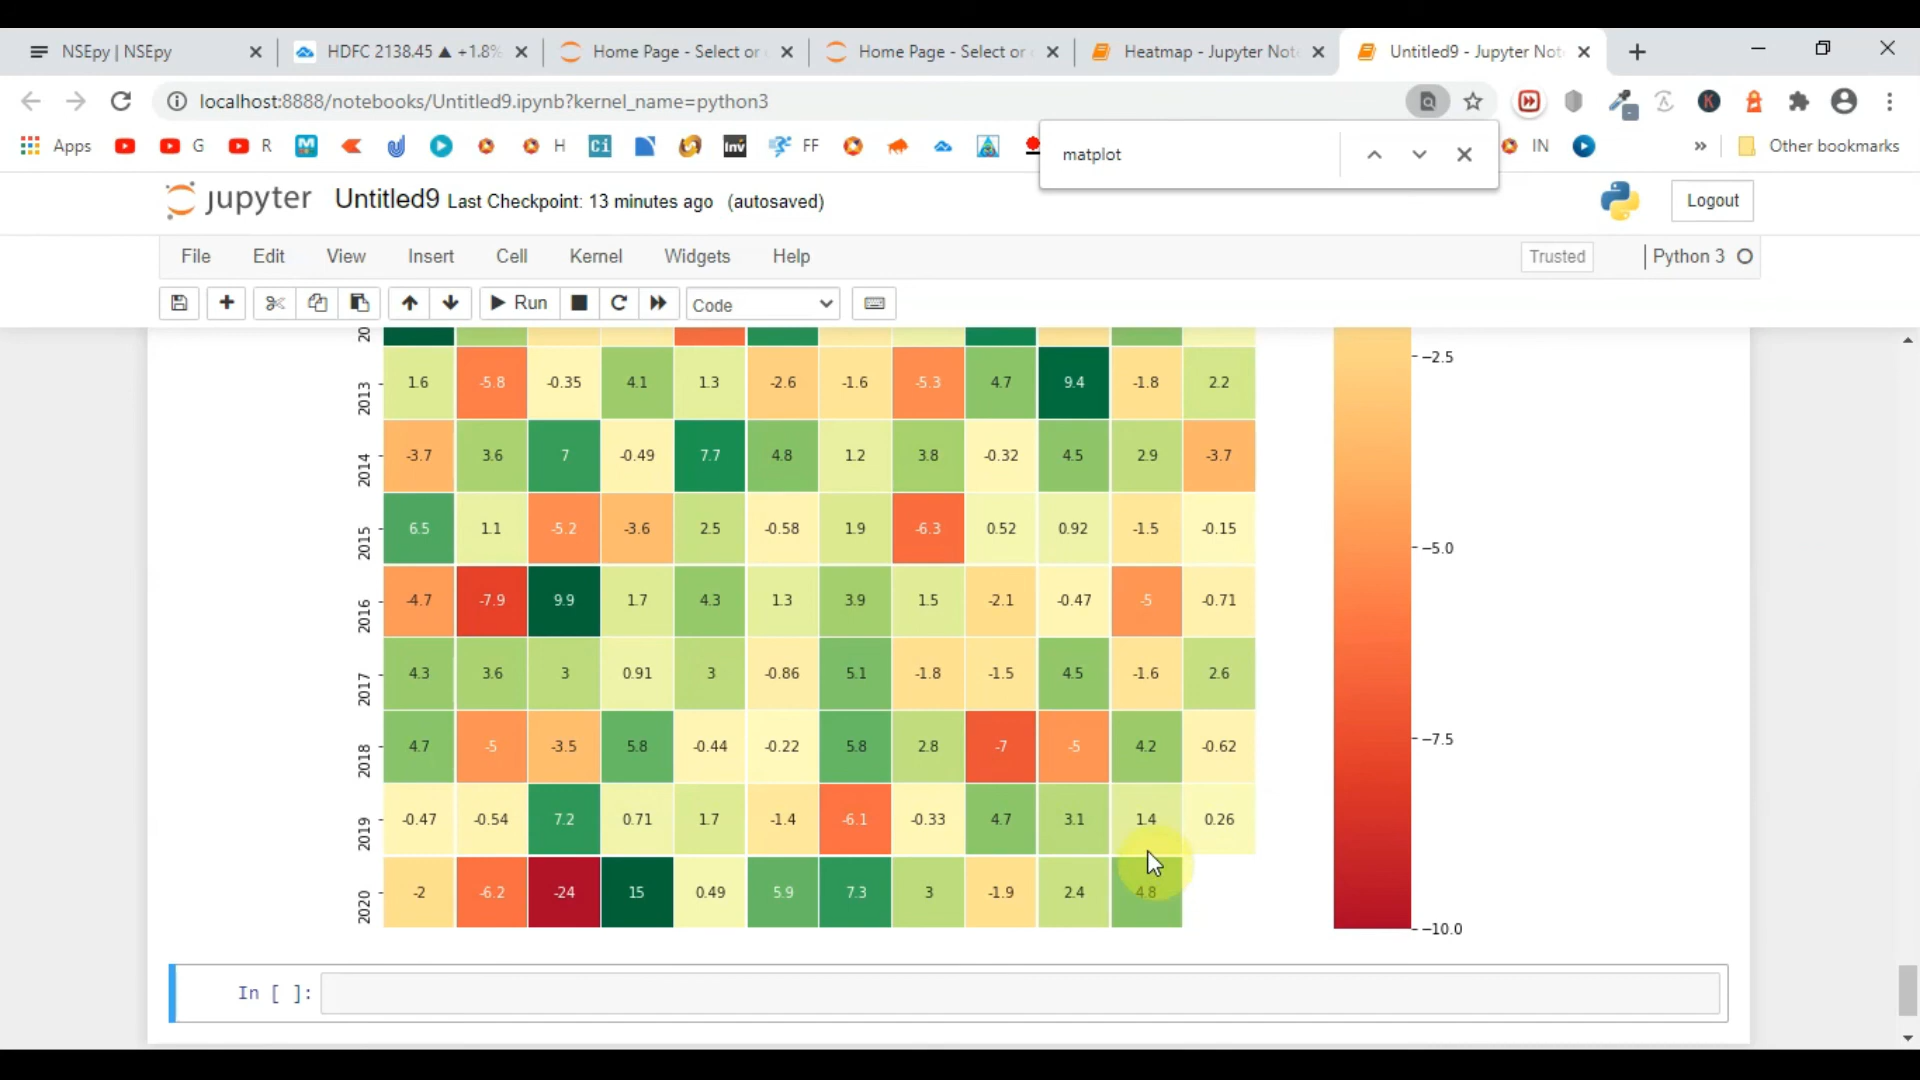 NSEpy | NSEpy
HDFC 2138.45 ▲ +1.8%
Home Page - Select or
Home Page - Select or
Heatmap - Jupyter Not
Untitled9 - Jupyter Not
localhost:8888/notebooks/Untitled9.ipynb?kernel_name=python3
Apps G R H Ci Inv FF IN » Other bookmarks
matplot
jupyter Untitled9 Last Checkpoint: 13 minutes ago (autosaved) Logout
File Edit View Insert Cell Kernel Widgets Help Trusted Python 3
Run Code
20
2013 1.6 -5.8 -0.35 4.1 1.3 -2.6 -1.6 -5.3 4.7 9.4 -1.8 2.2
−2.5
2014 -3.7 3.6 7 -0.49 7.7 4.8 1.2 3.8 -0.32 4.5 2.9 -3.7
2015 6.5 1.1 -5.2 -3.6 2.5 -0.58 1.9 -6.3 0.52 0.92 -1.5 -0.15
−5.0
2016 -4.7 -7.9 9.9 1.7 4.3 1.3 3.9 1.5 -2.1 -0.47 -5 -0.71
2017 4.3 3.6 3 0.91 3 -0.86 5.1 -1.8 -1.5 4.5 -1.6 2.6
2018 4.7 -5 -3.5 5.8 -0.44 -0.22 5.8 2.8 -7 -5 4.2 -0.62
−7.5
2019 -0.47 -0.54 7.2 0.71 1.7 -1.4 -6.1 -0.33 4.7 3.1 1.4 0.26
2020 -2 -6.2 -24 15 0.49 5.9 7.3 3 -1.9 2.4 4.8
−10.0
In [ ]: